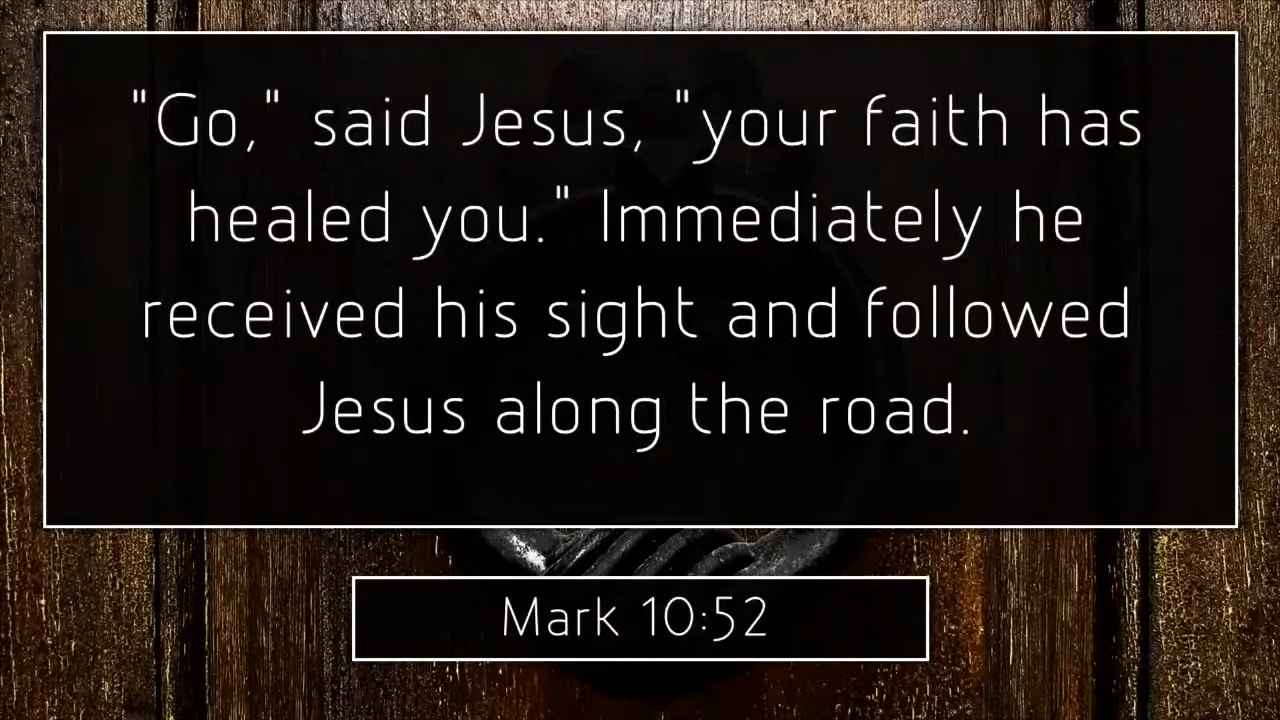 "Go," said Jesus, "your faith has
healed you." Immediately he
received his sight and followed
Jesus along the road.
Mark 10:52